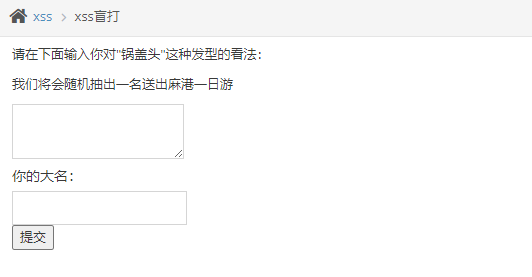 xss > xss盲打
请在下面输入你对"锅盖头"这种发型的看法：
我们将会随机抽出一名送出麻港一日游
你的大名：
提交